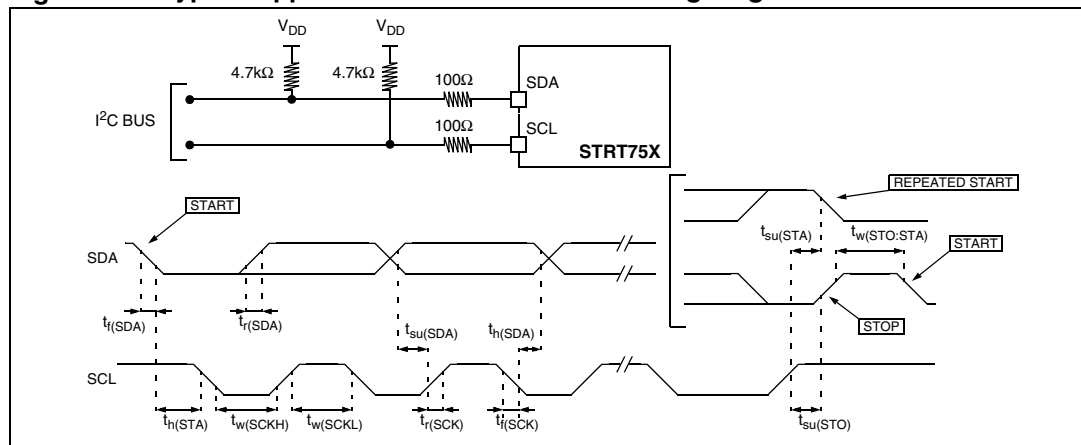 V_DD V_DD
4.7kΩ 4.7kΩ
100Ω
SDA
I²C BUS
100Ω
SCL
STRT75X
REPEATED START
START
t_su(STA) t_w(STO:STA)
START
SDA
t_f(SDA) t_r(SDA)
t_su(SDA) t_h(SDA)
STOP
SCL
t_h(STA) t_w(SCKH) t_w(SCKL) t_r(SCK) t_f(SCK)
t_su(STO)